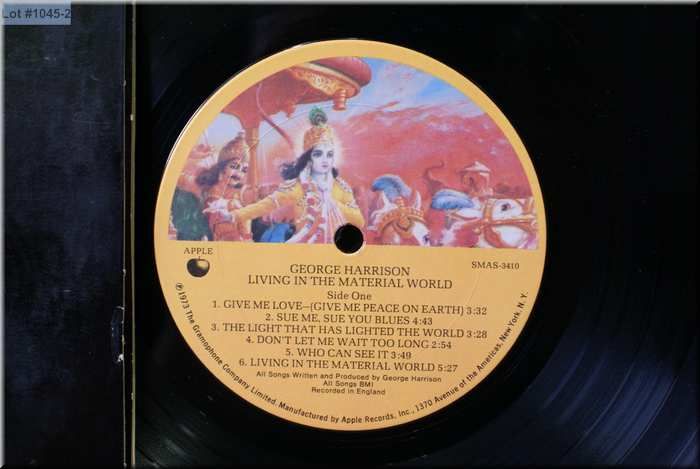 Lot #1045-2
APPLE
SMAS-3410
GEORGE HARRISON
LIVING IN THE MATERIAL WORLD
Side One
1. GIVE ME LOVE—(GIVE ME PEACE ON EARTH) 3:32
2. SUE ME, SUE YOU BLUES 4:43
3. THE LIGHT THAT HAS LIGHTED THE WORLD 3:28
4. DON'T LET ME WAIT TOO LONG 2:54
5. WHO CAN SEE IT 3:49
6. LIVING IN THE MATERIAL WORLD 5:27
All Songs Written and Produced by George Harrison
All Songs BMI
Recorded in England
℗1973 The Gramophone Company Limited. Manufactured by Apple Records, Inc., 1370 Avenue of the Americas, New York, N.Y.